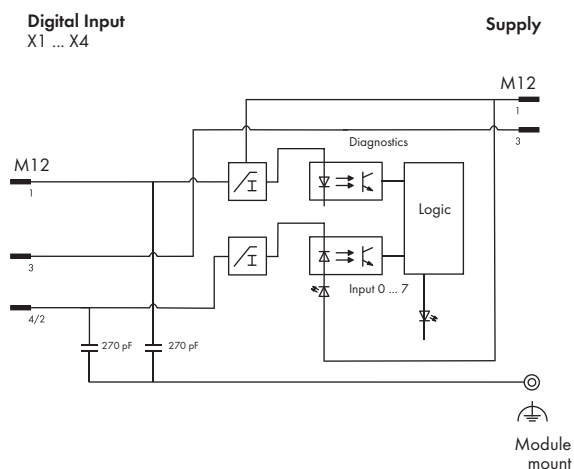 Digital Input
X1 ... X4
Supply
M12
1
3
Diagnostics
M12
1
Logic
3
Input 0 ... 7
4/2
270 pF
270 pF
Module
mount